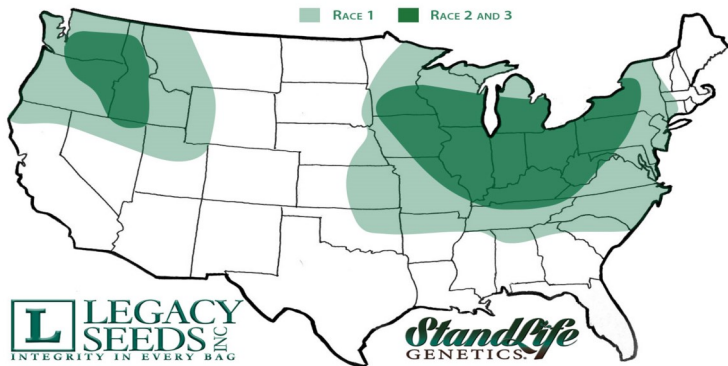 RACE 1
RACE 2 AND 3
L LEGACY
SEEDS INC
INTEGRITY IN EVERY BAG
StandLife
GENETICS.